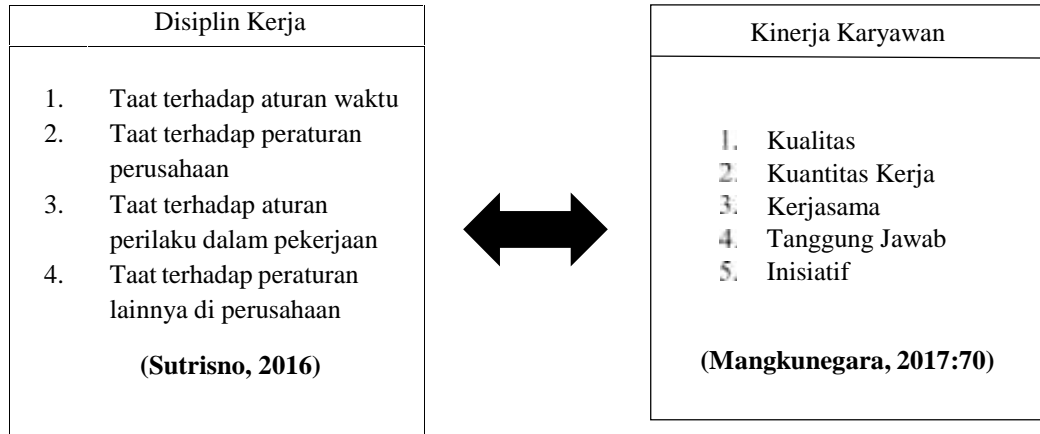 Disiplin Kerja
1. Taat terhadap aturan waktu
2. Taat terhadap peraturan
perusahaan
3. Taat terhadap aturan
perilaku dalam pekerjaan
4. Taat terhadap peraturan
lainnya di perusahaan
(Sutrisno, 2016)
Kinerja Karyawan
1. Kualitas
2. Kuantitas Kerja
3. Kerjasama
4. Tanggung Jawab
5. Inisiatif
(Mangkunegara, 2017:70)